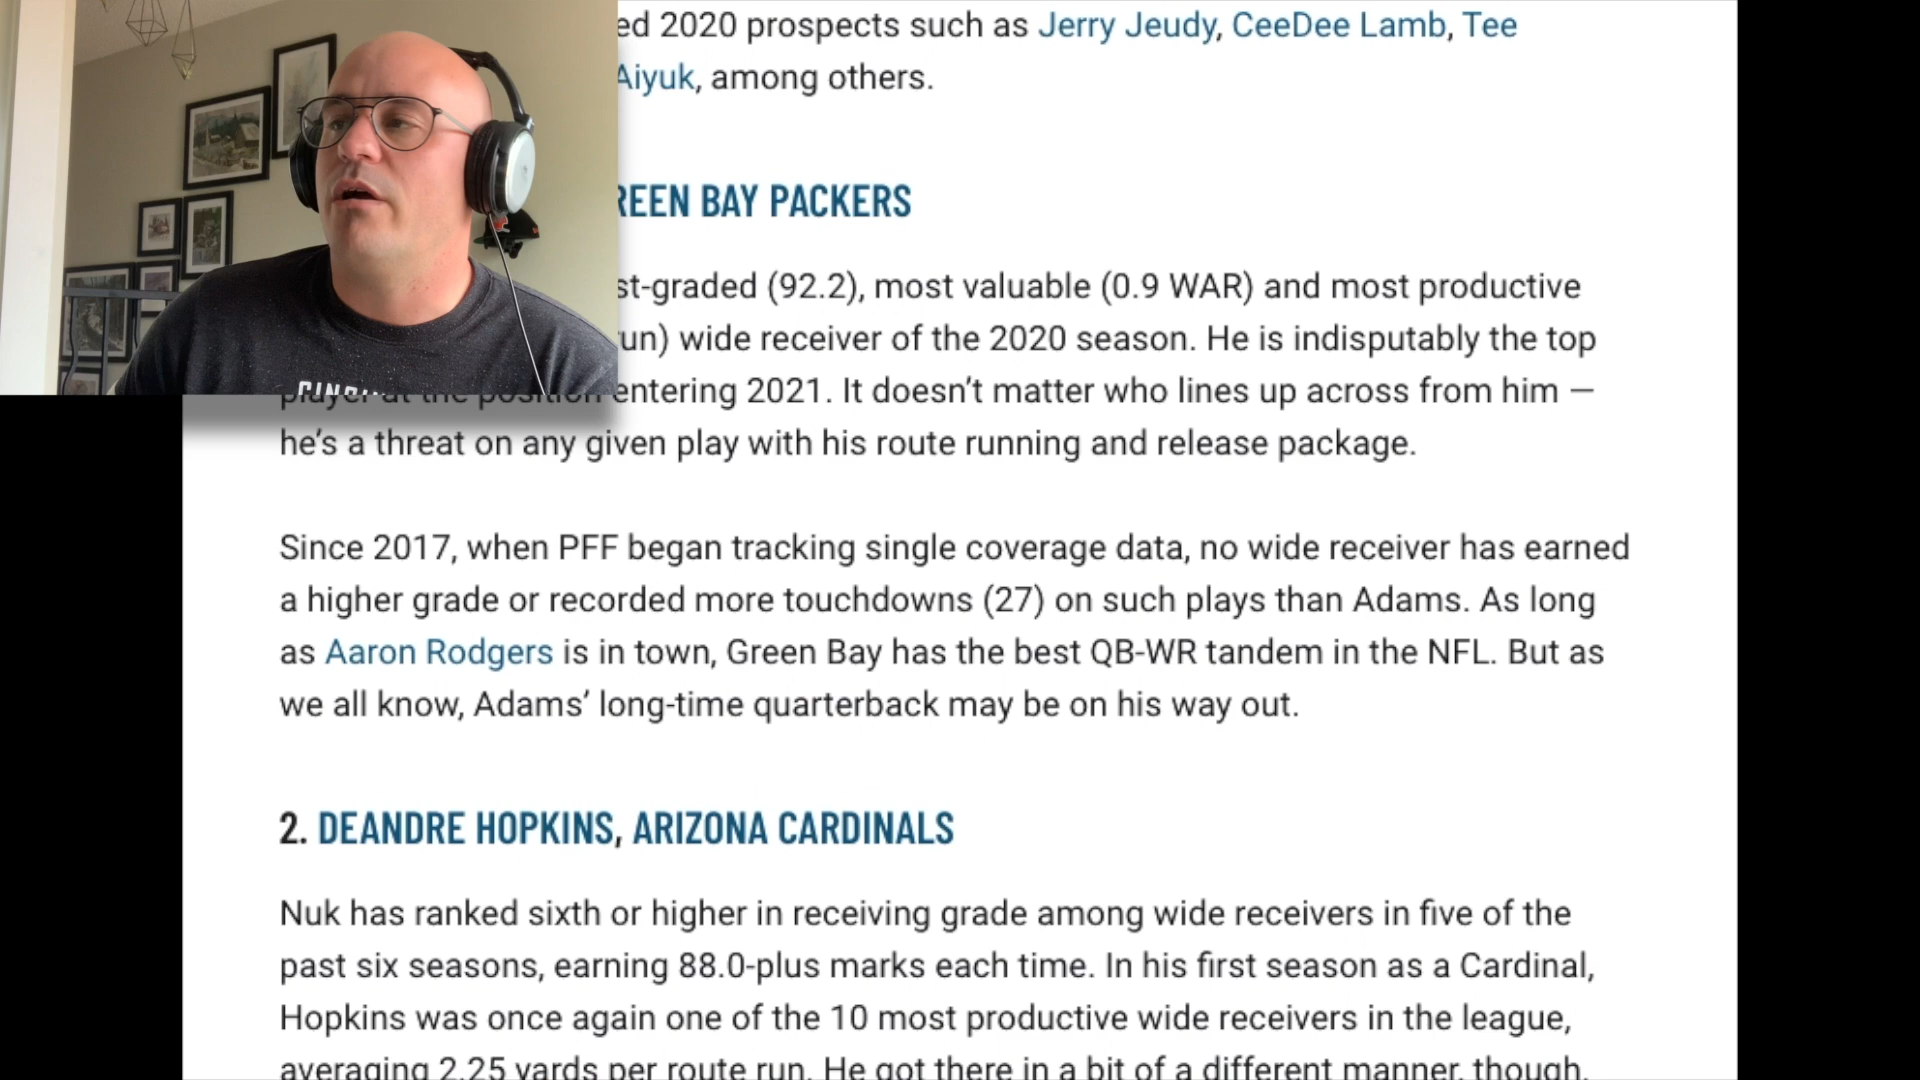 ed 2020 prospects such as Jerry Jeudy, CeeDee Lamb, Tee
Aiyuk, among others.
GREEN BAY PACKERS
st-graded (92.2), most valuable (0.9 WAR) and most productive
run) wide receiver of the 2020 season. He is indisputably the top
player at the position entering 2021. It doesn't matter who lines up across from him —
he's a threat on any given play with his route running and release package.
Since 2017, when PFF began tracking single coverage data, no wide receiver has earned
a higher grade or recorded more touchdowns (27) on such plays than Adams. As long
as Aaron Rodgers is in town, Green Bay has the best QB-WR tandem in the NFL. But as
we all know, Adams' long-time quarterback may be on his way out.
2. DEANDRE HOPKINS, ARIZONA CARDINALS
Nuk has ranked sixth or higher in receiving grade among wide receivers in five of the
past six seasons, earning 88.0-plus marks each time. In his first season as a Cardinal,
Hopkins was once again one of the 10 most productive wide receivers in the league,
averaging 2.25 yards per route run. He got there in a bit of a different manner, though.